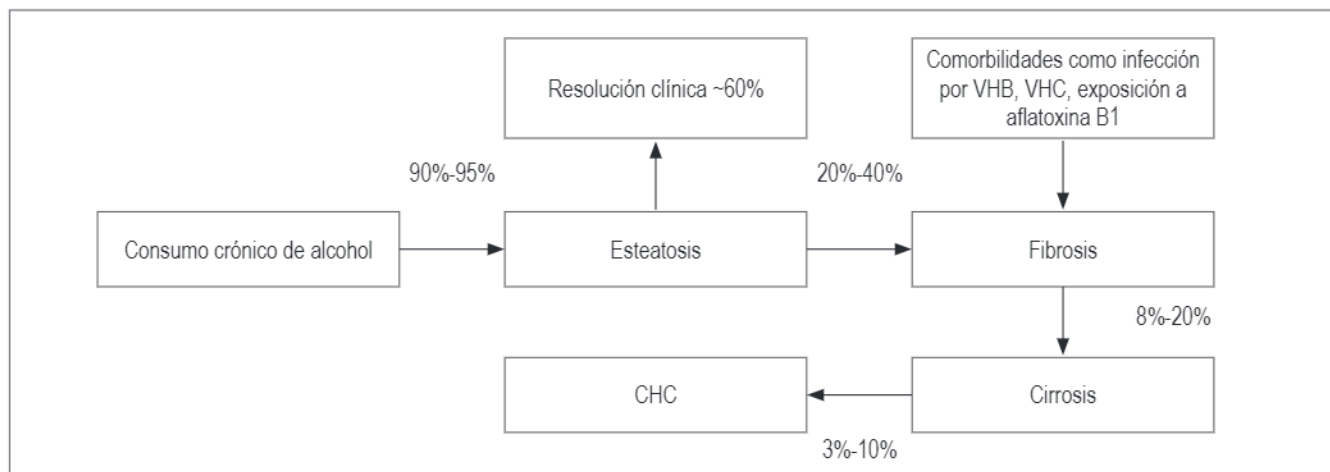 Resolución clínica ~60%
Comorbilidades como infección
por VHB, VHC, exposición a
aflatoxina B1
90%-95%
20%-40%
Consumo crónico de alcohol
Esteatosis
Fibrosis
8%-20%
CHC
Cirrosis
3%-10%